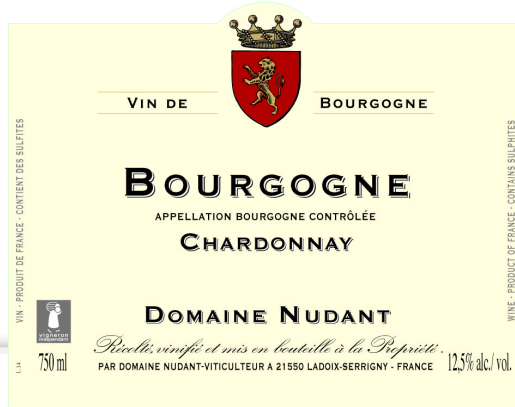 VIN DE BOURGOGNE
BOURGOGNE
APPELLATION BOURGOGNE CONTRÔLÉE
CHARDONNAY
VIN - PRODUIT DE FRANCE - CONTIENT DES SULFITES
WINE - PRODUCT OF FRANCE - CONTAINS SULPHITES
DOMAINE NUDANT
vigneron
indépendant
Récolté, vinifié et mis en bouteille à la Propriété.
L14
750 ml
PAR DOMAINE NUDANT-VITICULTEUR A 21550 LADOIX-SERRIGNY - FRANCE
12,5% alc./ vol.